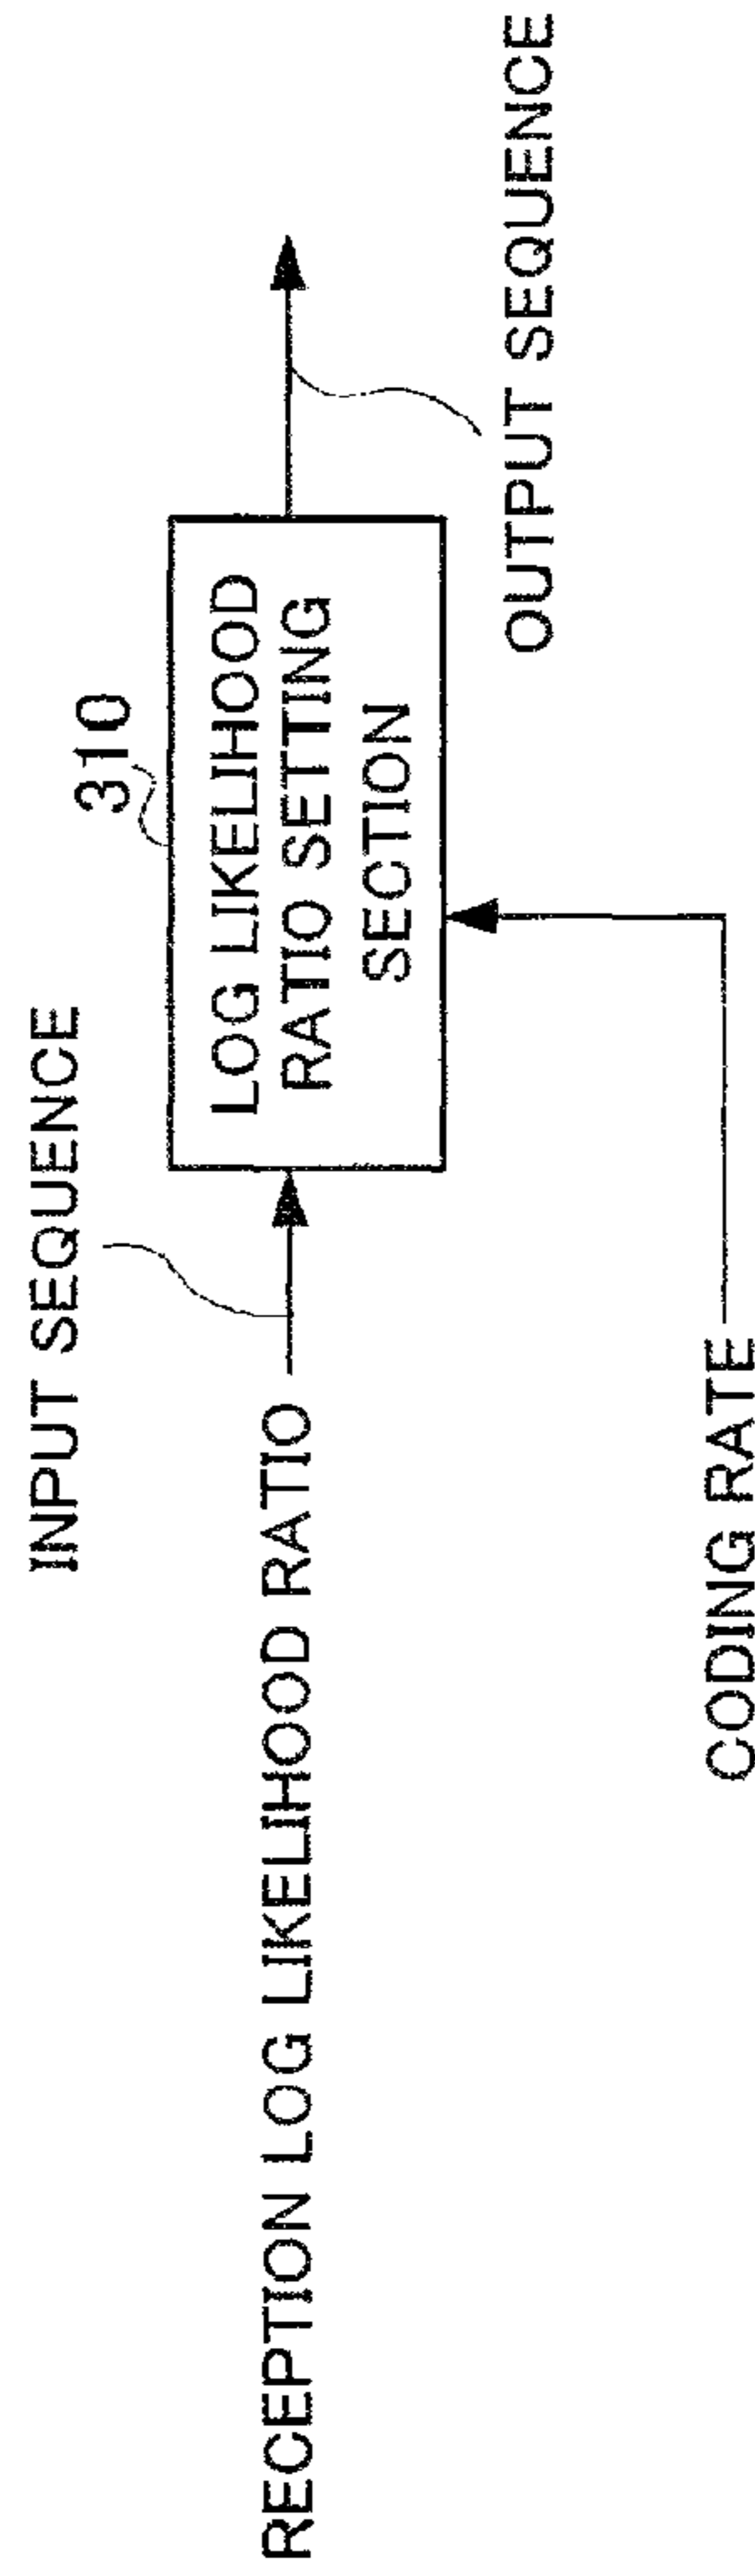 INPUT SEQUENCE
310
RECEPTION LOG LIKELIHOOD RATIO
LOG LIKELIHOOD
RATIO SETTING
SECTION
OUTPUT SEQUENCE
CODING RATE